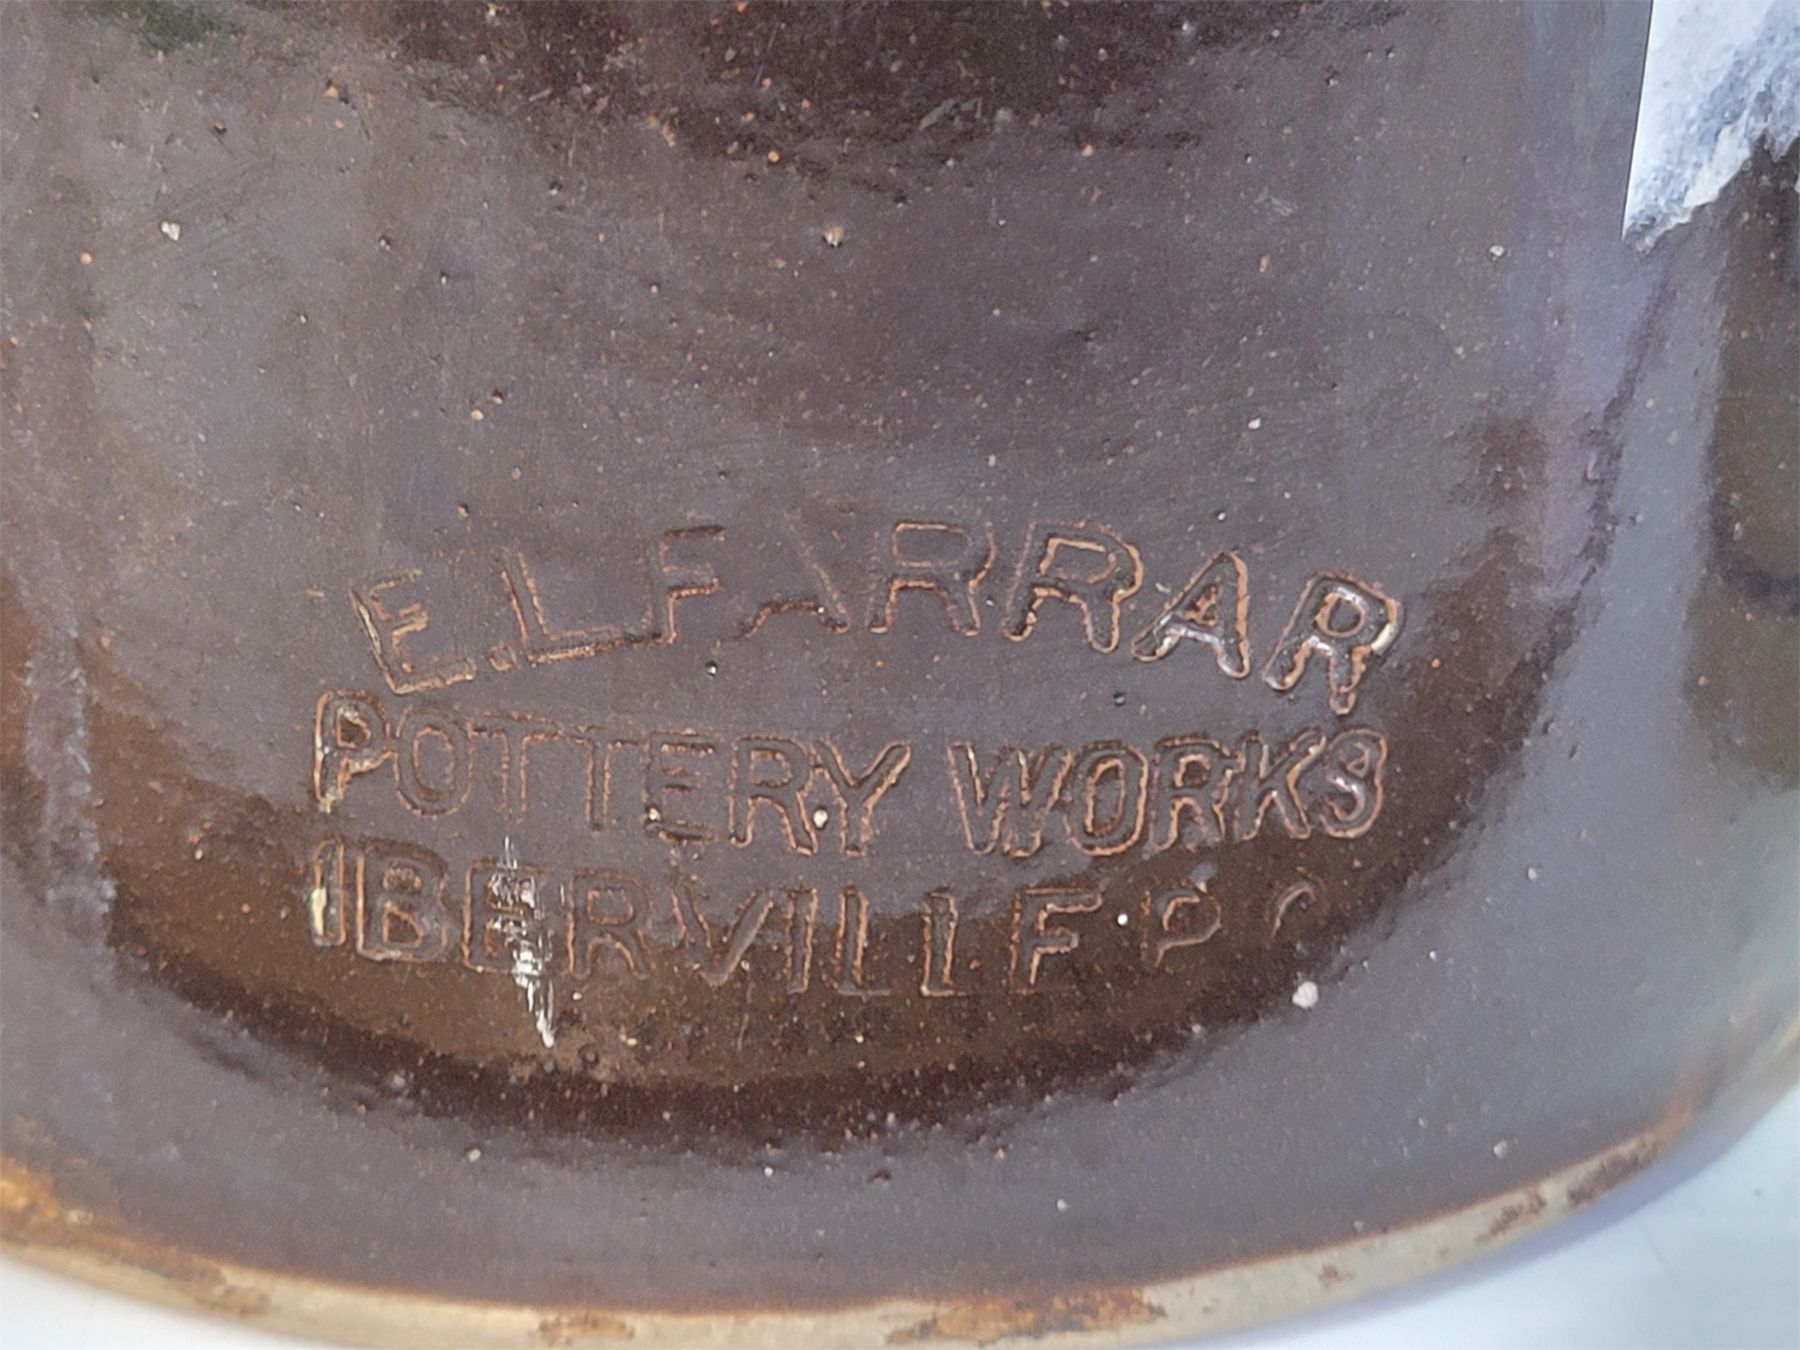 E.L FARRAR
POTTERY WORKS
IBERVILLE P Q